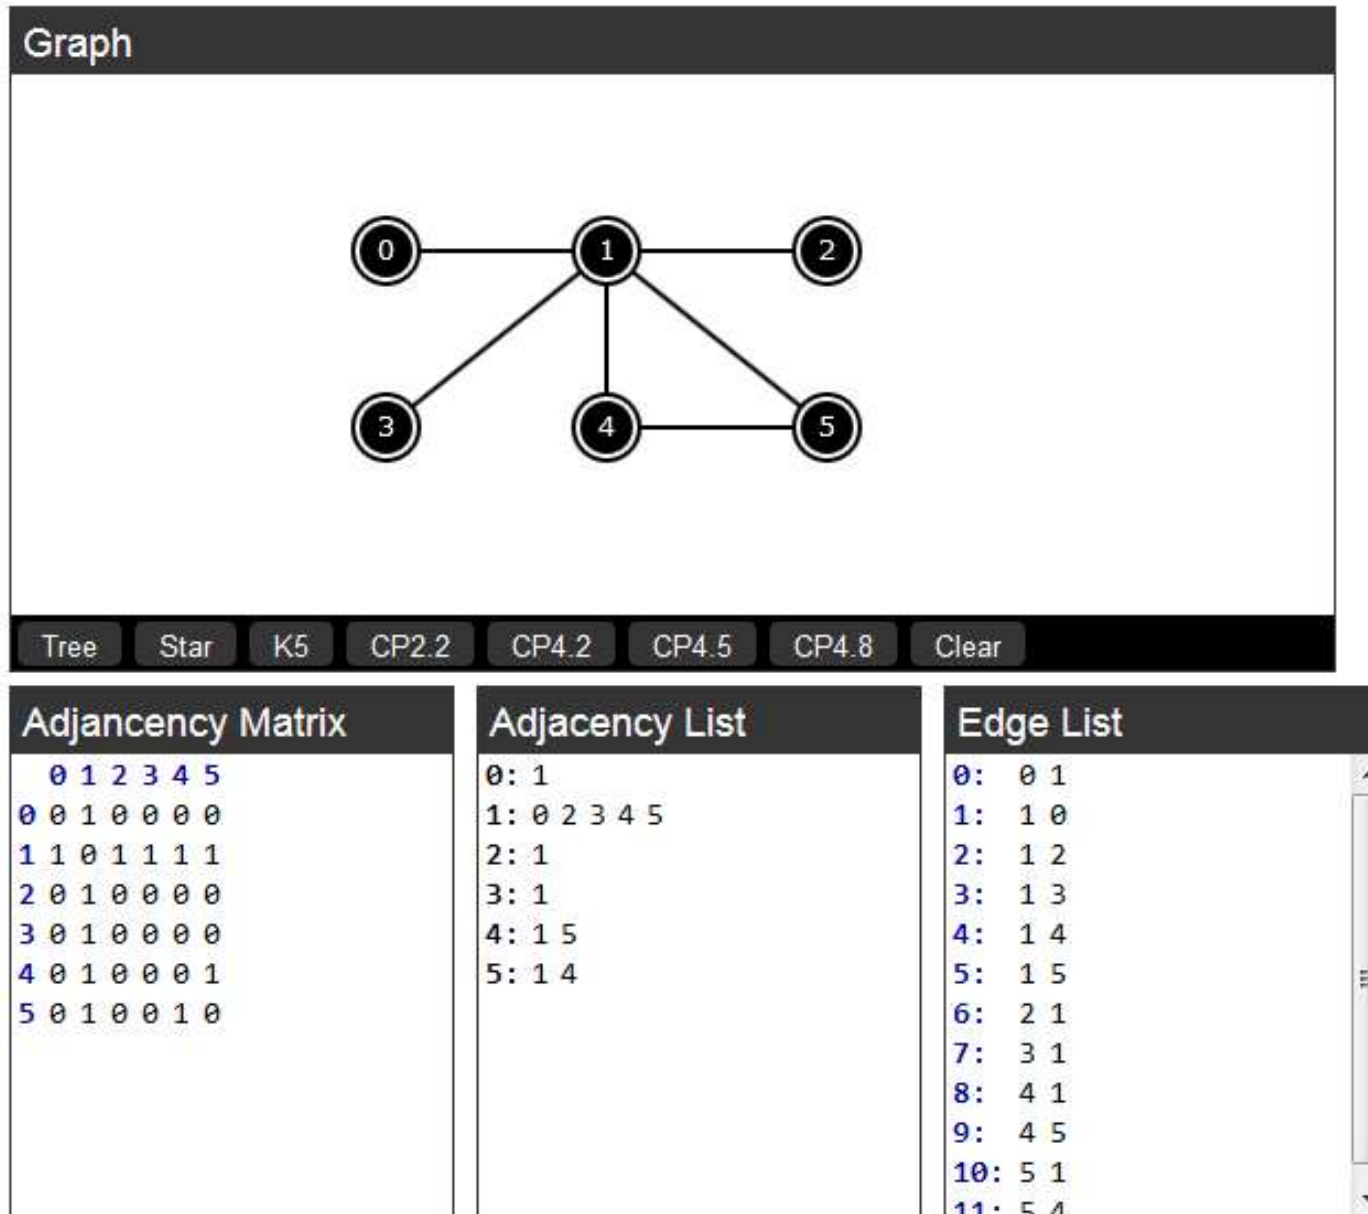 Graph
0 1 2
3 4 5
Tree Star K5 CP2.2 CP4.2 CP4.5 CP4.8 Clear
Adjancency Matrix
0 1 2 3 4 5
0 0 1 0 0 0 0
1 1 0 1 1 1 1
2 0 1 0 0 0 0
3 0 1 0 0 0 0
4 0 1 0 0 0 1
5 0 1 0 0 1 0
Adjacency List
0: 1
1: 0 2 3 4 5
2: 1
3: 1
4: 1 5
5: 1 4
Edge List
0: 0 1
1: 1 0
2: 1 2
3: 1 3
4: 1 4
5: 1 5
6: 2 1
7: 3 1
8: 4 1
9: 4 5
10: 5 1
11: 5 4